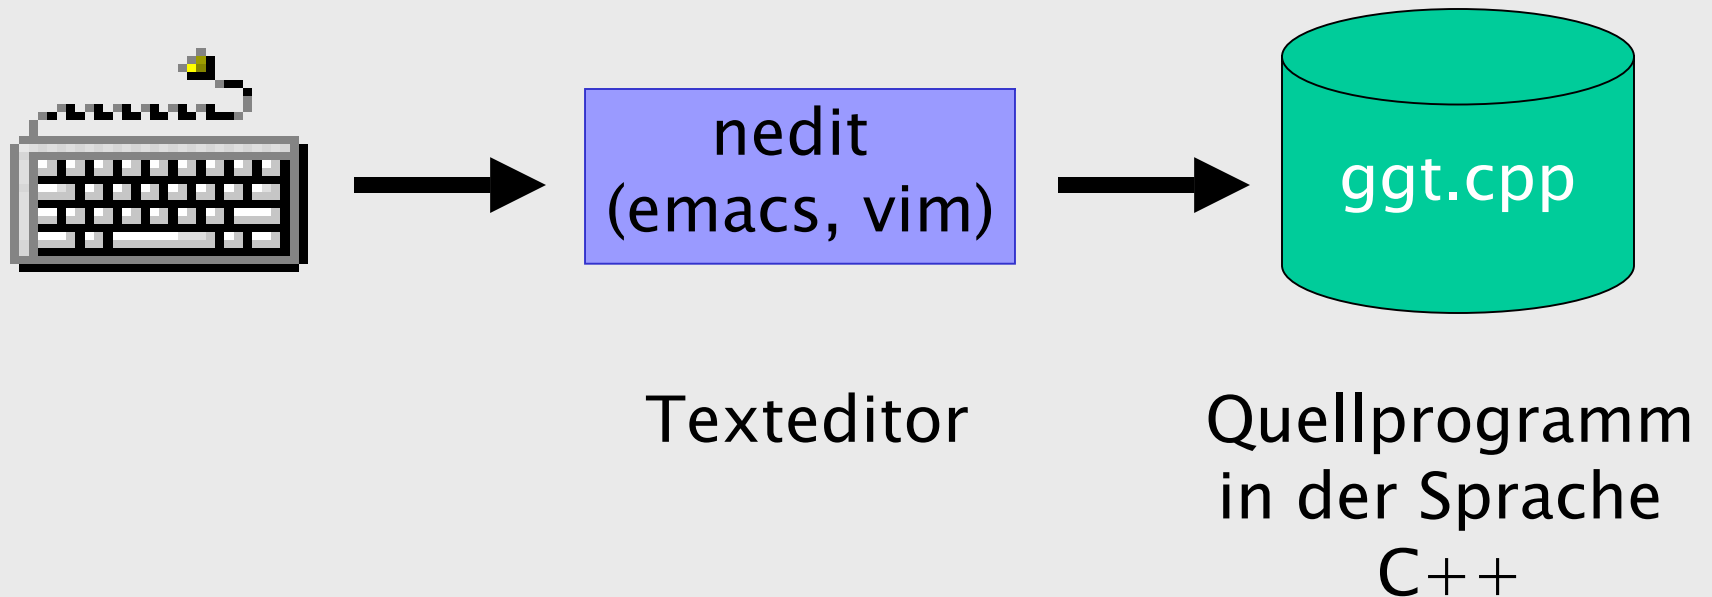 nedit
(emacs, vim)
ggt.cpp
Texteditor
Quellprogramm
in der Sprache
C++